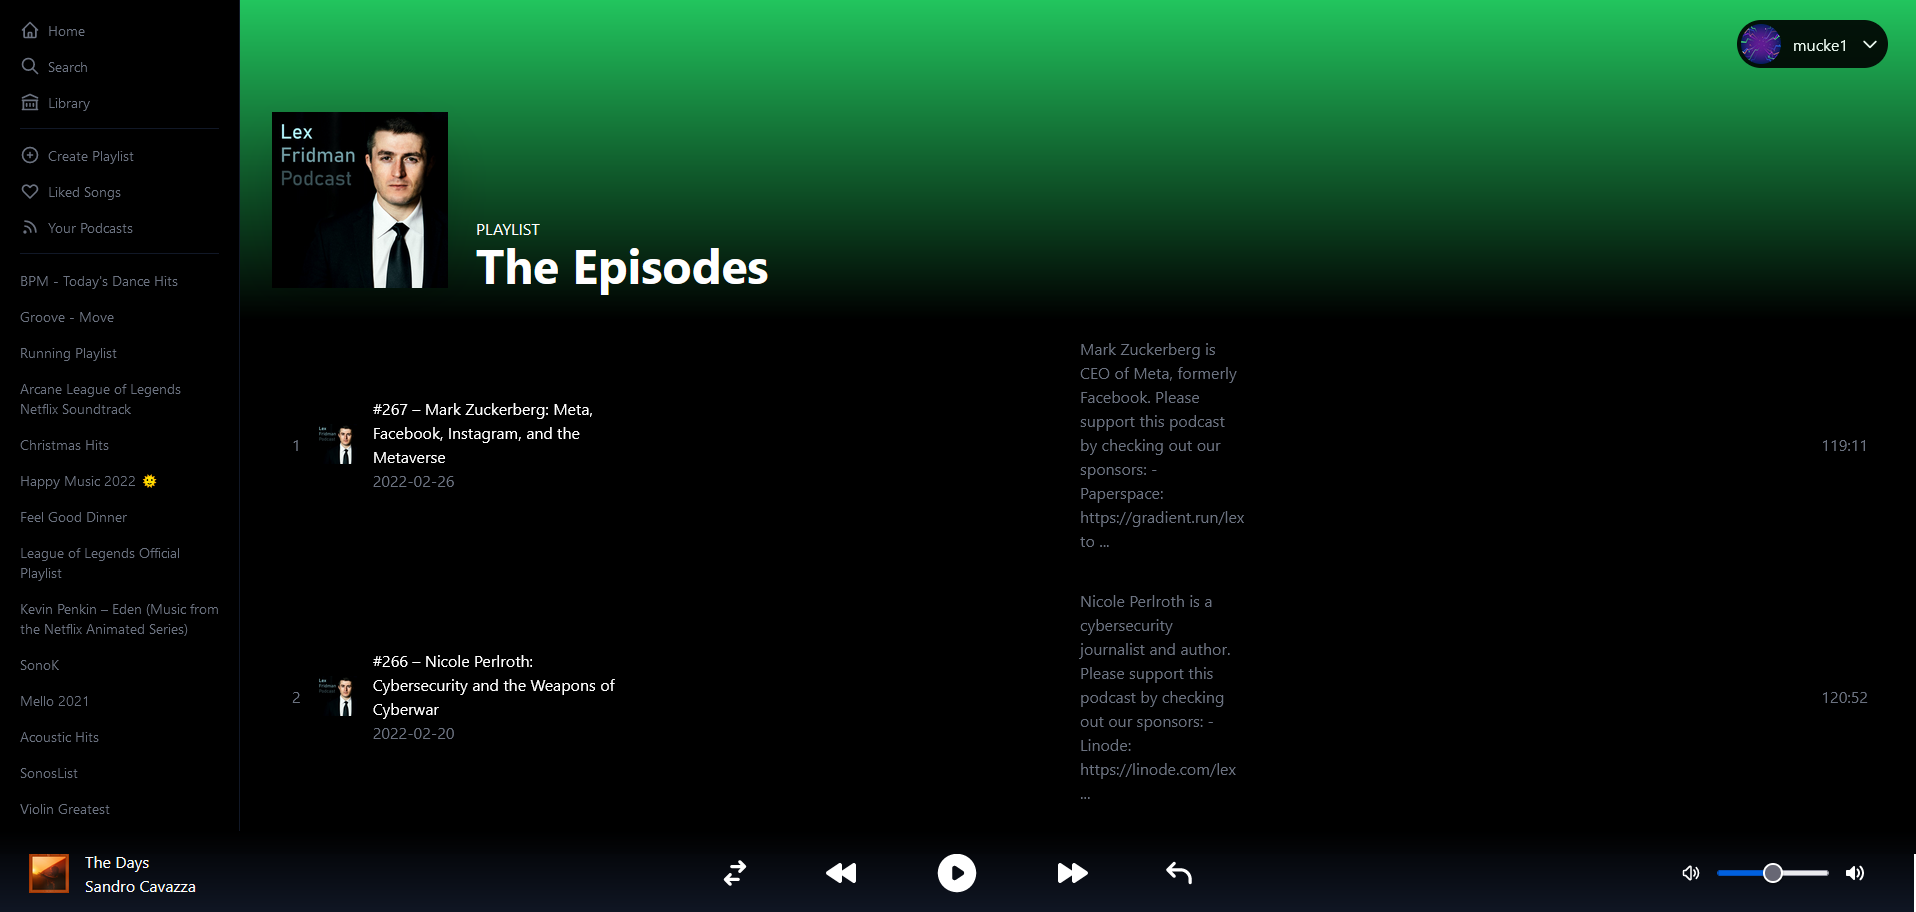 Home
Search
Library
Create Playlist
Liked Songs
Your Podcasts
BPM - Today's Dance Hits
Groove - Move
Running Playlist
Arcane League of Legends
Netflix Soundtrack
Christmas Hits
Happy Music 2022 🌞
Feel Good Dinner
League of Legends Official
Playlist
Kevin Penkin – Eden (Music from
the Netflix Animated Series)
SonoK
Mello 2021
Acoustic Hits
SonosList
Violin Greatest
mucke1
Lex
Fridman
Podcast
PLAYLIST
The Episodes
1
Lex
Fridman
Podcast
#267 – Mark Zuckerberg: Meta,
Facebook, Instagram, and the
Metaverse
2022-02-26
Mark Zuckerberg is
CEO of Meta, formerly
Facebook. Please
support this podcast
by checking out our
sponsors: -
Paperspace:
https://gradient.run/lex
to ...
119:11
2
Lex
Fridman
Podcast
#266 – Nicole Perlroth:
Cybersecurity and the Weapons of
Cyberwar
2022-02-20
Nicole Perlroth is a
cybersecurity
journalist and author.
Please support this
podcast by checking
out our sponsors: -
Linode:
https://linode.com/lex
...
120:52
The Days
Sandro Cavazza